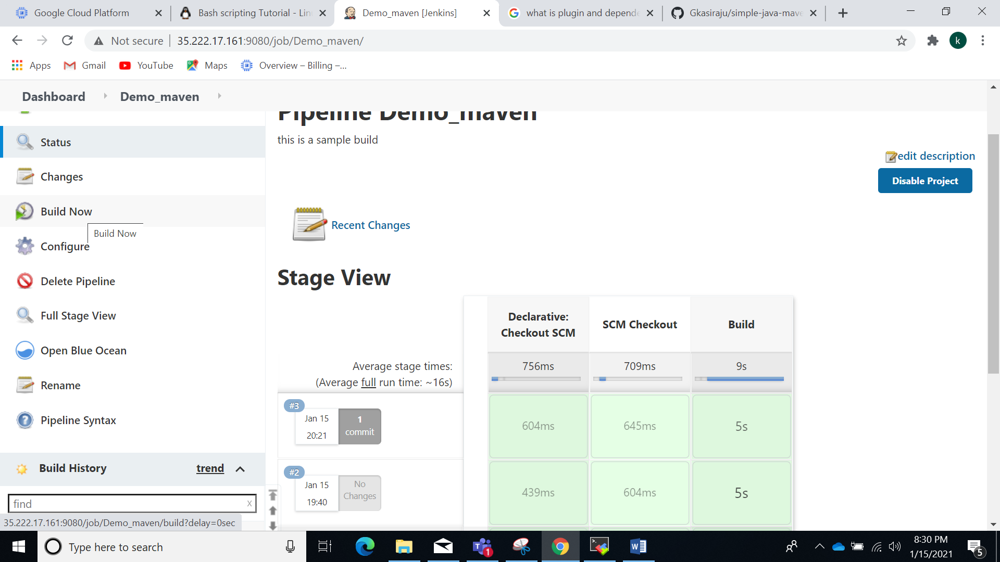 Google Cloud Platform
Bash scripting Tutorial - Lin
Demo_maven [Jenkins]
what is plugin and depende
Gkasiraju/simple-java-mave
Not secure
35.222.17.161:9080/job/Demo_maven/
k
Apps
Gmail
YouTube
Maps
Overview – Billing –...
Dashboard
Demo_maven
Pipeline Demo_maven
this is a sample build
edit description
Disable Project
Status
Changes
Build Now
Build Now
Configure
Delete Pipeline
Full Stage View
Open Blue Ocean
Rename
Pipeline Syntax
Build History
trend
find
x
35.222.17.161:9080/job/Demo_maven/build?delay=0sec
Recent Changes
Stage View
Declarative:
Checkout SCM
SCM Checkout
Build
Average stage times:
(Average full run time: ~16s)
756ms
709ms
9s
#3
Jan 15
20:21
1
commit
604ms
645ms
5s
#2
Jan 15
19:40
No
Changes
439ms
604ms
5s
Type here to search
1
8:30 PM
1/15/2021
5